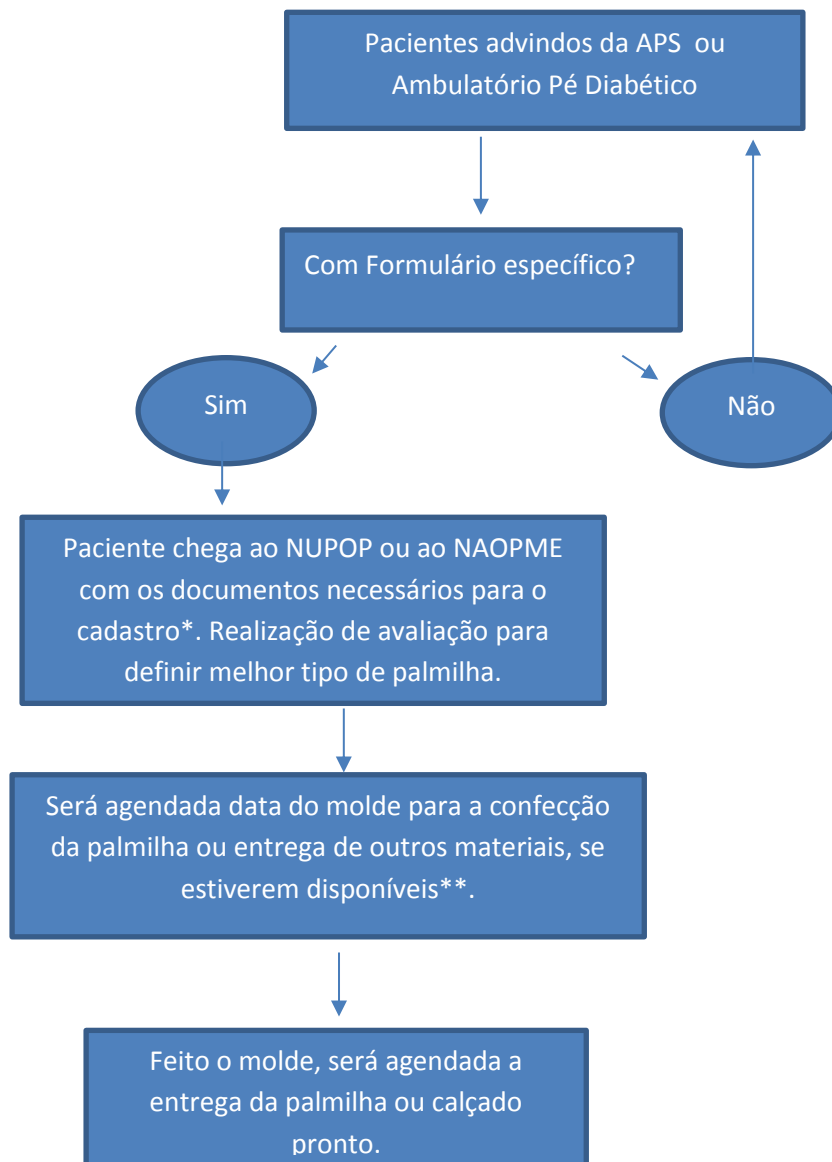 Pacientes advindos da APS ou
Ambulatório Pé Diabético
Com Formulário específico?
Sim
Não
Paciente chega ao NUPOP ou ao NAOPME
com os documentos necessários para o
cadastro*. Realização de avaliação para
definir melhor tipo de palmilha.
Será agendada data do molde para a confecção
da palmilha ou entrega de outros materiais, se
estiverem disponíveis**.
Feito o molde, será agendada a
entrega da palmilha ou calçado
pronto.